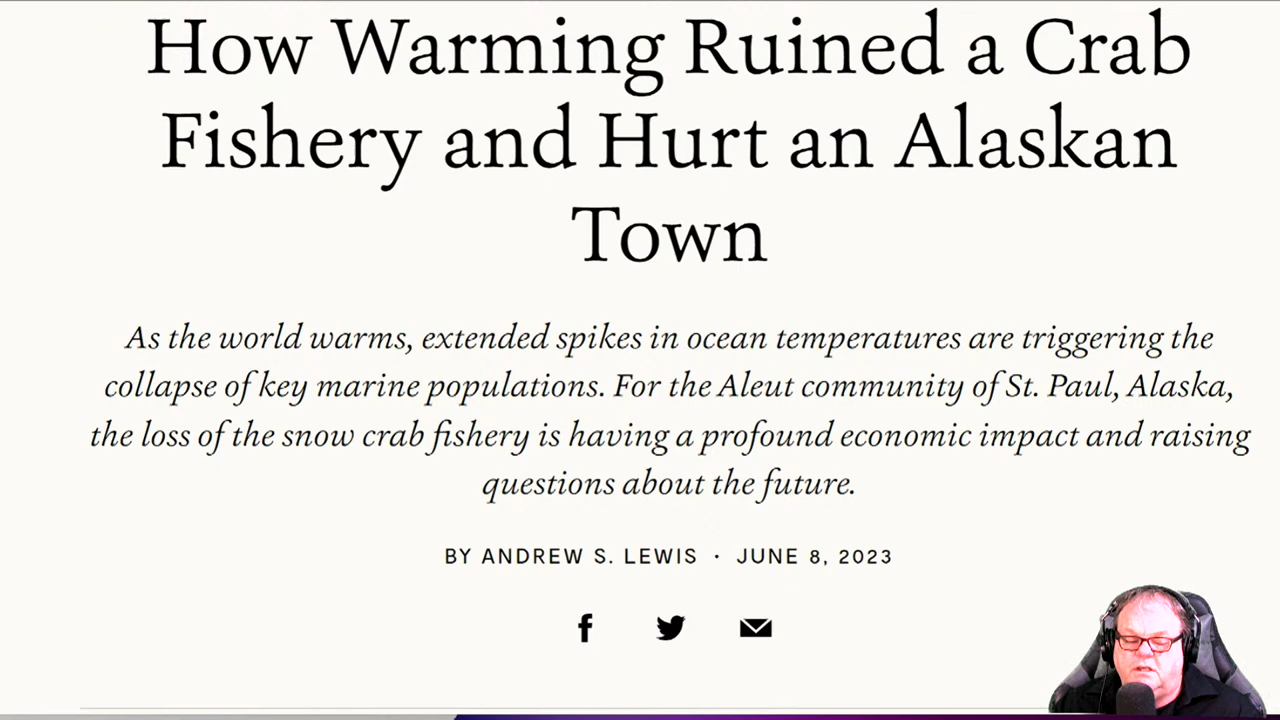 How Warming Ruined a Crab
Fishery and Hurt an Alaskan
Town
As the world warms, extended spikes in ocean temperatures are triggering the
collapse of key marine populations. For the Aleut community of St. Paul, Alaska,
the loss of the snow crab fishery is having a profound economic impact and raising
questions about the future.
BY ANDREW S. LEWIS · JUNE 8, 2023